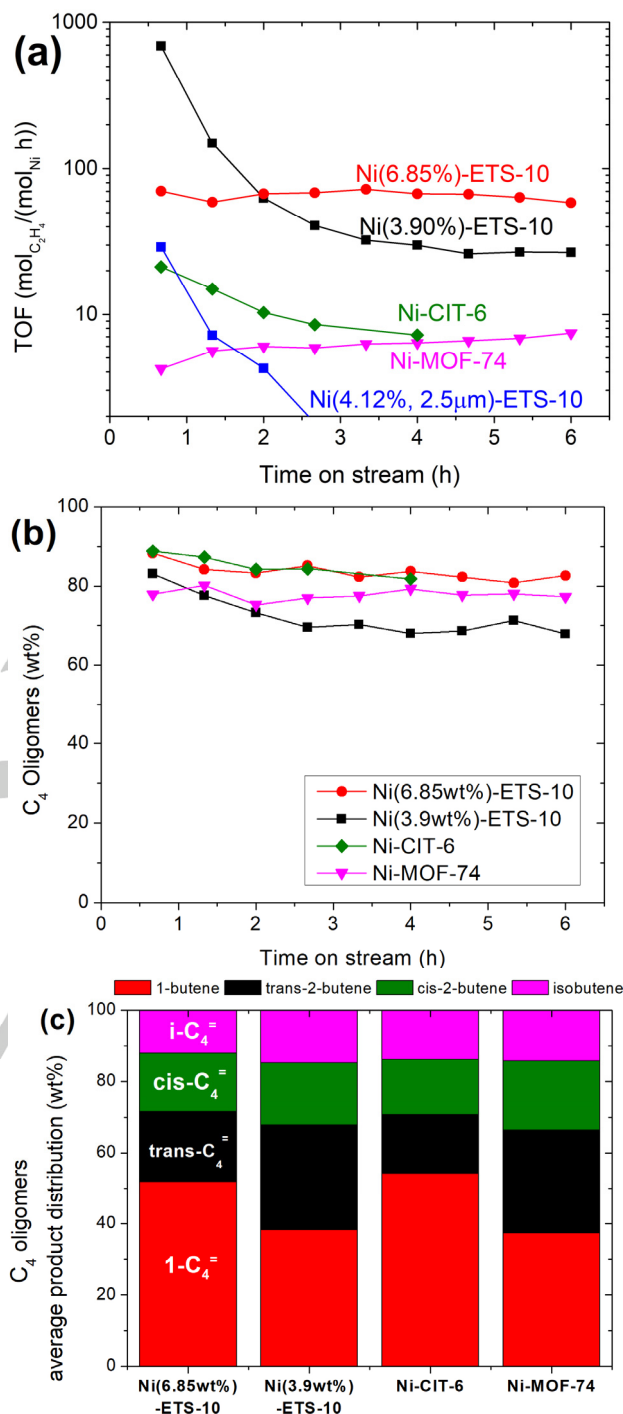 (a)
1000
100
10
TOF (mol_C₂H₄/(mol_Ni h))
Ni(6.85%)-ETS-10
Ni(3.90%)-ETS-10
Ni-CIT-6
Ni-MOF-74
Ni(4.12%, 2.5μm)-ETS-10
0 1 2 3 4 5 6
Time on stream (h)
(b)
100
80
60
40
20
0
C₄ Oligomers (wt%)
Ni(6.85wt%)-ETS-10
Ni(3.9wt%)-ETS-10
Ni-CIT-6
Ni-MOF-74
0 1 2 3 4 5 6
Time on stream (h)
1-butene trans-2-butene cis-2-butene isobutene
(c)
100
80
60
40
20
0
C₄ oligomers
average product distribution (wt%)
i-C₄⁼
cis-C₄⁼
trans-C₄⁼
1-C₄⁼
Ni(6.85wt%) Ni(3.9wt%) Ni-CIT-6 Ni-MOF-74
-ETS-10 -ETS-10